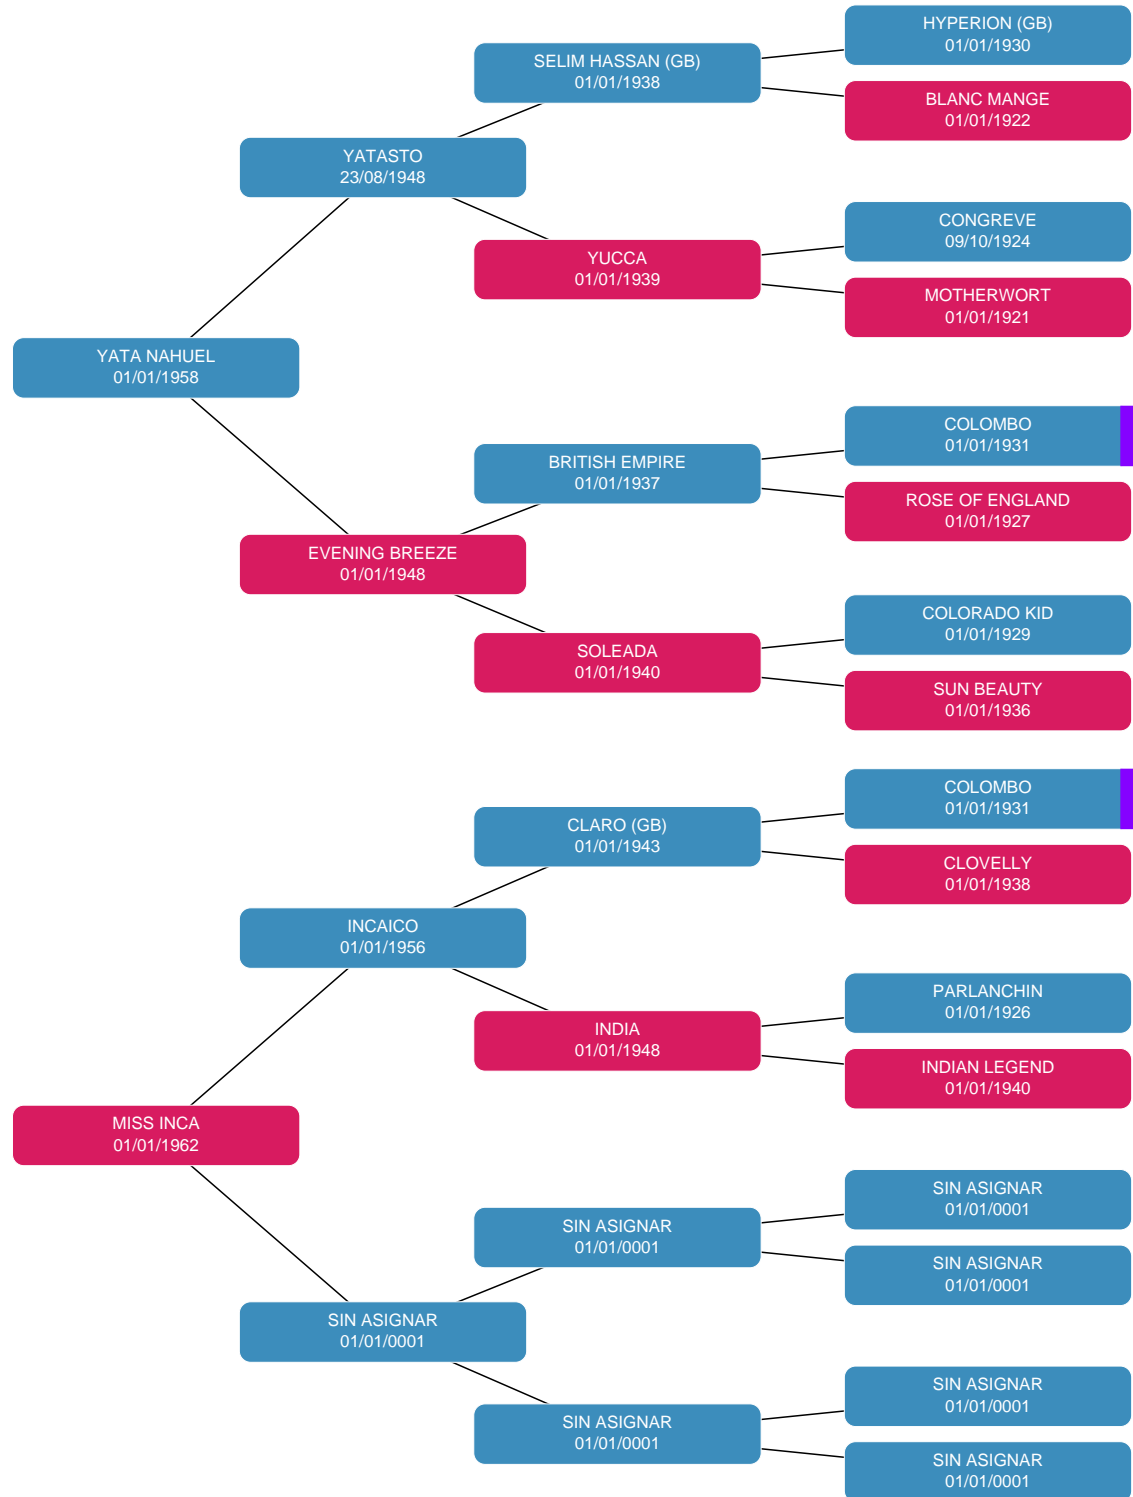 HYPERION (GB)
01/01/1930
SELIM HASSAN (GB)
01/01/1938
BLANC MANGE
01/01/1922
YATASTO
23/08/1948
CONGREVE
09/10/1924
YUCCA
01/01/1939
MOTHERWORT
01/01/1921
YATA NAHUEL
01/01/1958
COLOMBO
01/01/1931
BRITISH EMPIRE
01/01/1937
ROSE OF ENGLAND
01/01/1927
EVENING BREEZE
01/01/1948
COLORADO KID
01/01/1929
SOLEADA
01/01/1940
SUN BEAUTY
01/01/1936
COLOMBO
01/01/1931
CLARO (GB)
01/01/1943
CLOVELLY
01/01/1938
INCAICO
01/01/1956
PARLANCHIN
01/01/1926
INDIA
01/01/1948
INDIAN LEGEND
01/01/1940
MISS INCA
01/01/1962
SIN ASIGNAR
01/01/0001
SIN ASIGNAR
01/01/0001
SIN ASIGNAR
01/01/0001
SIN ASIGNAR
01/01/0001
SIN ASIGNAR
01/01/0001
SIN ASIGNAR
01/01/0001
SIN ASIGNAR
01/01/0001